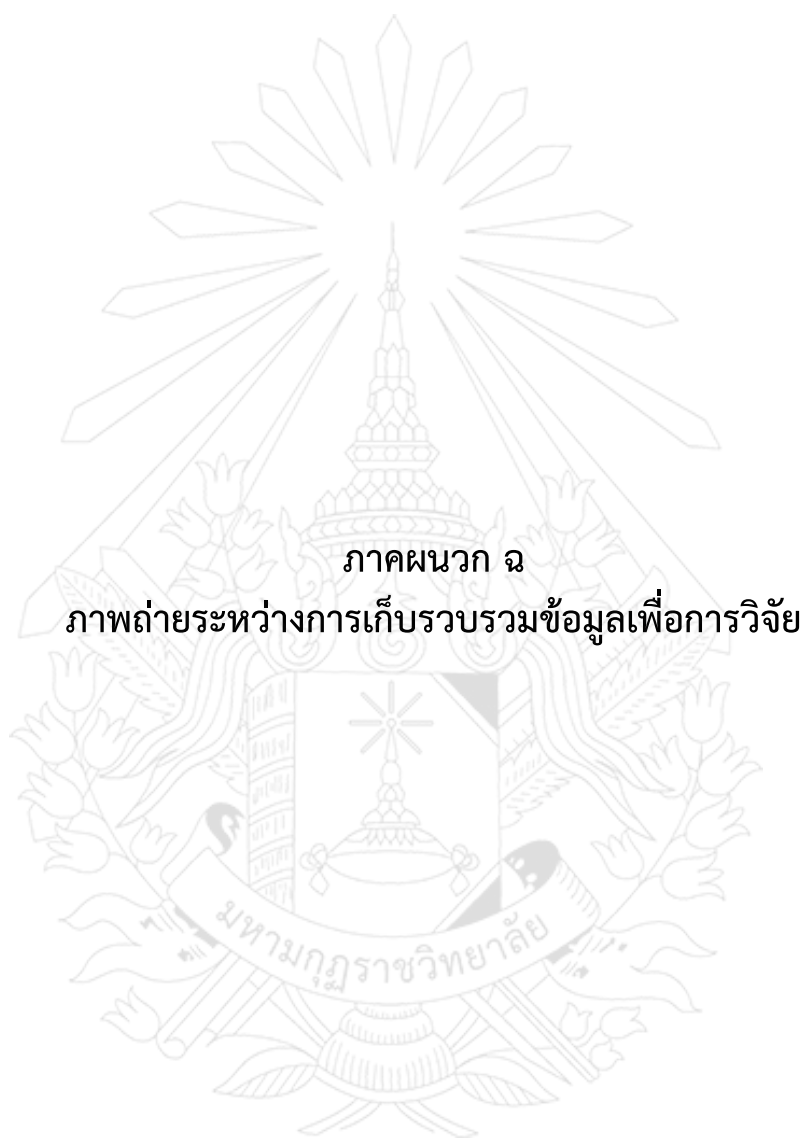 ภาคผนวก ฉ
ภาพถ่ายระหว่างการเก็บรวบรวมข้อมูลเพื่อการวิจัย
มหามกุฏราชวิทยาลัย